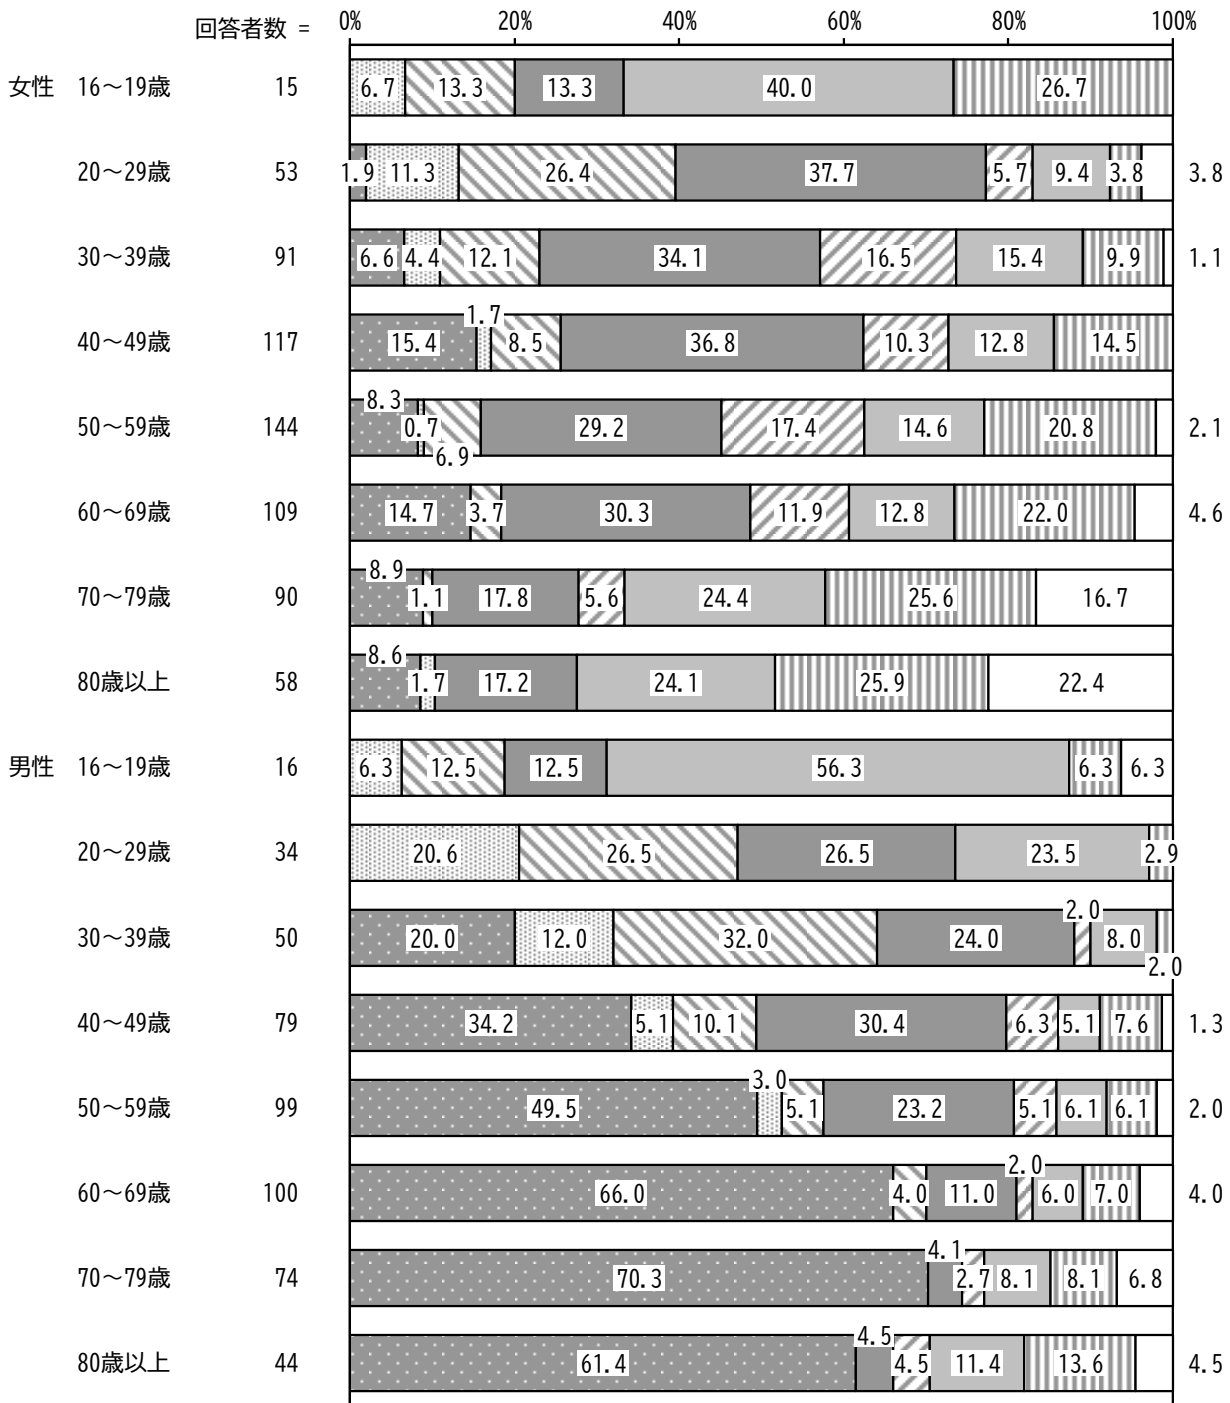 回答者数 = 0% 20% 40% 60% 80% 100%
女性 16～19歳 15 6.7 13.3 13.3 40.0 26.7
20～29歳 53 1.9 11.3 26.4 37.7 5.7 9.4 3.8 3.8
30～39歳 91 6.6 4.4 12.1 34.1 16.5 15.4 9.9 1.1
40～49歳 117 15.4 1.7 8.5 36.8 10.3 12.8 14.5
50～59歳 144 8.3 0.7 6.9 29.2 17.4 14.6 20.8 2.1
60～69歳 109 14.7 3.7 30.3 11.9 12.8 22.0 4.6
70～79歳 90 8.9 1.1 17.8 5.6 24.4 25.6 16.7
80歳以上 58 8.6 1.7 17.2 24.1 25.9 22.4
男性 16～19歳 16 6.3 12.5 12.5 56.3 6.3 6.3
20～29歳 34 20.6 26.5 26.5 23.5 2.9
30～39歳 50 20.0 12.0 32.0 24.0 2.0 8.0 2.0
40～49歳 79 34.2 5.1 10.1 30.4 6.3 5.1 7.6 1.3
50～59歳 99 49.5 3.0 5.1 23.2 5.1 6.1 6.1 2.0
60～69歳 100 66.0 4.0 11.0 2.0 6.0 7.0 4.0
70～79歳 74 70.3 4.1 2.7 8.1 8.1 6.8
80歳以上 44 61.4 4.5 4.5 11.4 13.6 4.5